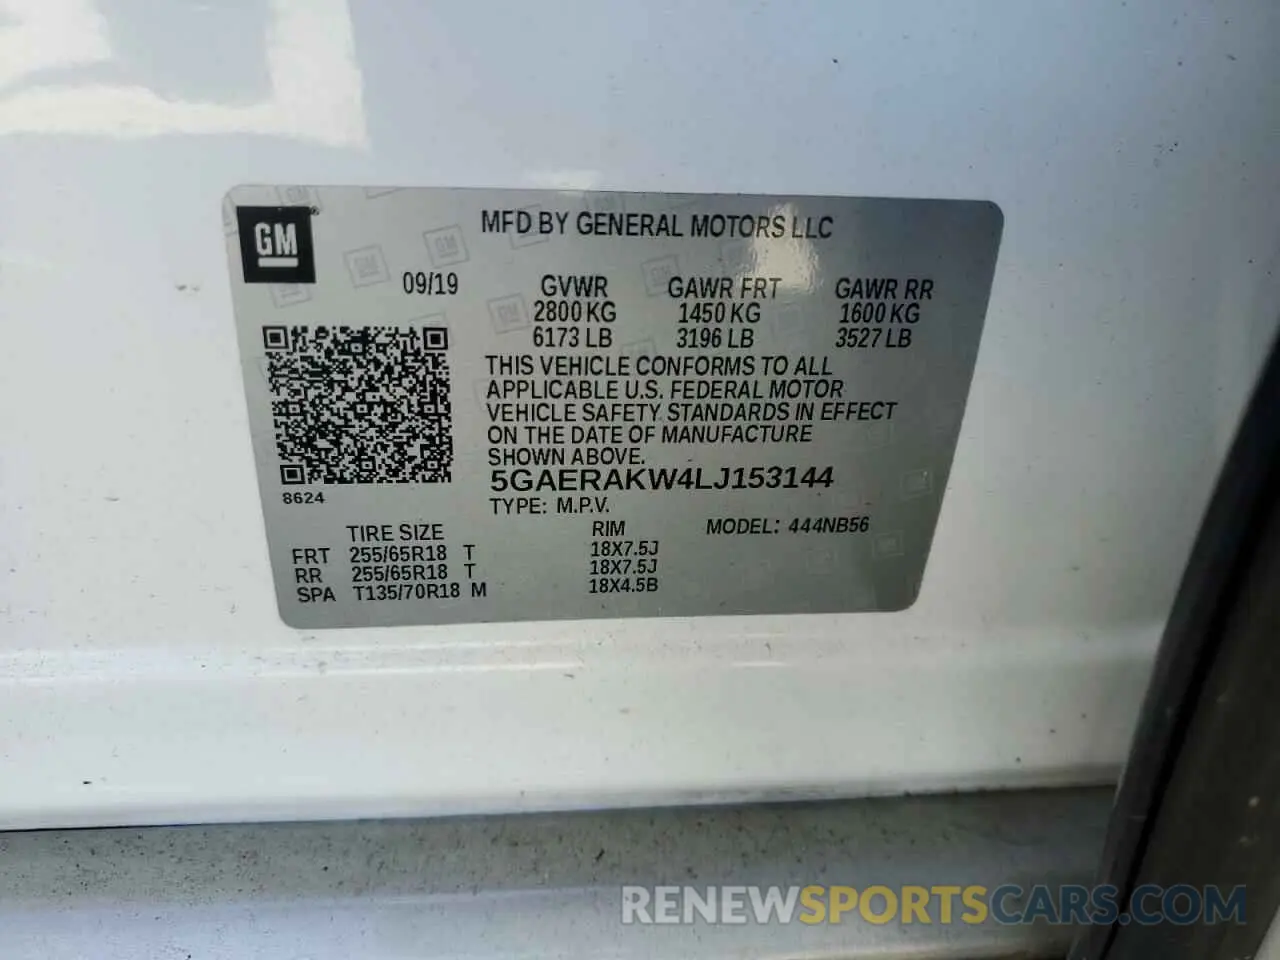 GM
MFD BY GENERAL MOTORS LLC
09/19 GVWR GAWR FRT GAWR RR
2800 KG 1450 KG 1600 KG
6173 LB 3196 LB 3527 LB
THIS VEHICLE CONFORMS TO ALL
APPLICABLE U.S. FEDERAL MOTOR
VEHICLE SAFETY STANDARDS IN EFFECT
ON THE DATE OF MANUFACTURE
SHOWN ABOVE.
5GAERAKW4LJ153144
8624
TYPE: M.P.V.
TIRE SIZE RIM MODEL: 444NB56
FRT 255/65R18 T 18X7.5J
RR 255/65R18 T 18X7.5J
SPA T135/70R18 M 18X4.5B
RENEWSPORTSCARS.COM